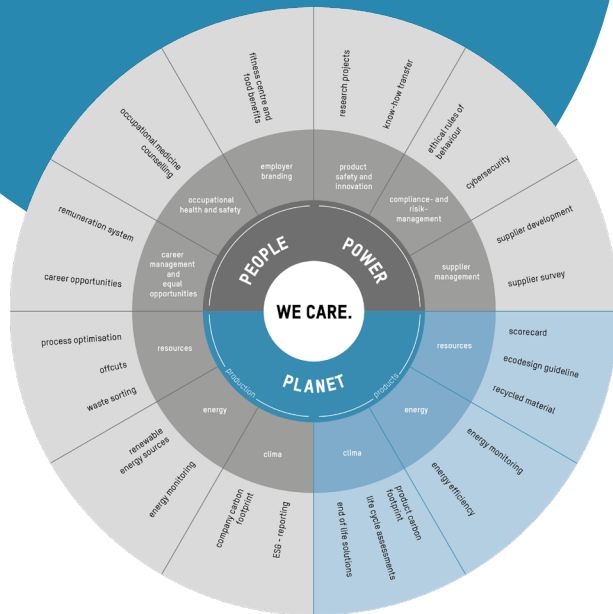 WE CARE.
PEOPLE
POWER
PLANET
production
products
employer
branding
product
safety and
innovation
compliance- and
risik-
management
supplier
management
resources
energy
clima
clima
energy
resources
career
management
and
equal
opportunities
occupational
health and safety
fitness centre and
food benefits
research projects
know-how transfer
ethical rules of
behaviour
cybersecurity
supplier development
supplier survey
scorecard
ecodesign guideline
recycled material
energy monitoring
energy efficiency
product carbon
footprint
life cycle assessments
end of life solutions
ESG - reporting
company carbon
footprint
energy monitoring
renewable
energy sources
waste sorting
offcuts
process optimisation
career opportunities
remuneration system
occupational medicine
counselling